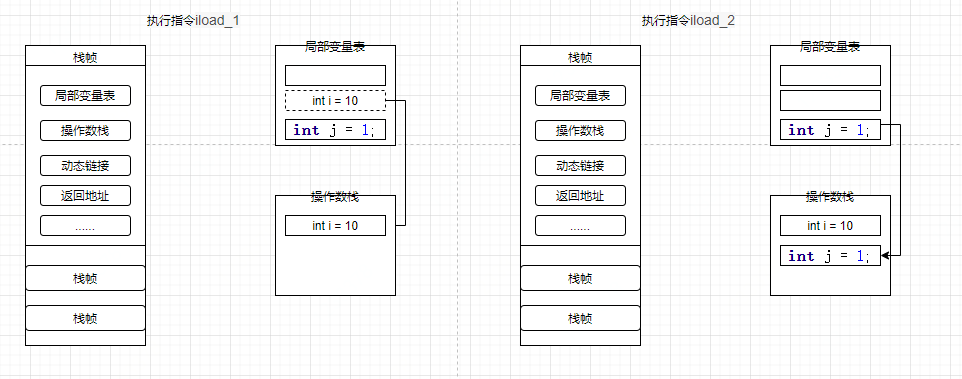 执行指令iload_1
栈帧
局部变量表
操作数栈
动态链接
返回地址
......
栈帧
栈帧
局部变量表
int i = 10
int j = 1;
操作数栈
int i = 10
执行指令iload_2
栈帧
局部变量表
操作数栈
动态链接
返回地址
......
栈帧
栈帧
局部变量表
int j = 1;
操作数栈
int i = 10
int j = 1;